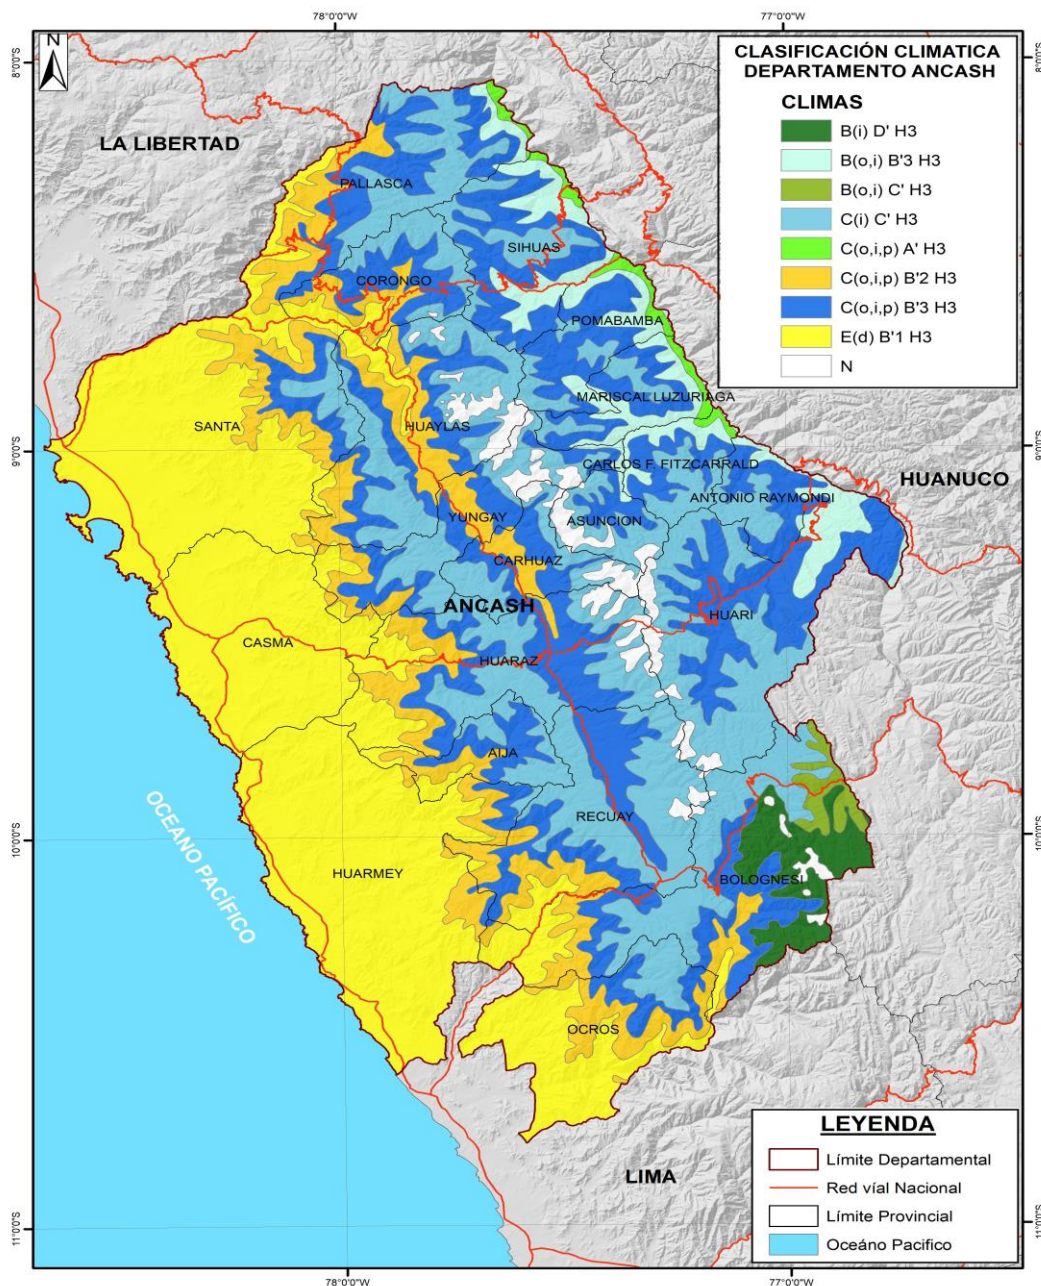 78°0'0"O
77°0'0"O
N
8°0'0"S
8°0'0"S
CLASIFICACIÓN CLIMATICA
DEPARTAMENTO ANCASH
CLIMAS
B(i) D' H3
B(o,i) B'3 H3
B(o,i) C' H3
C(i) C' H3
C(o,i,p) A' H3
C(o,i,p) B'2 H3
C(o,i,p) B'3 H3
E(d) B'1 H3
N
LA LIBERTAD
PALLASCA
SIHUAS
CORONGO
POMABAMBA
MARISCAL LUZURIAGA
SANTA
HUAYLAS
9°0'0"S
9°0'0"S
CARLOS F. FITZCARRALD
HUANUCO
ANTONIO RAYMONDI
YUNGAY
ASUNCION
CARHUAZ
ANCASH
HUARI
CASMA
HUARAZ
AIJA
OCEANO PACÍFICO
RECUAY
10°0'0"S
10°0'0"S
HUARMEY
BOLOGNESI
OCROS
LIMA
LEYENDA
Límite Departamental
Red víal Nacional
Límite Provincial
Oceáno Pacifico
11°0'0"S
11°0'0"S
78°0'0"O
77°0'0"O